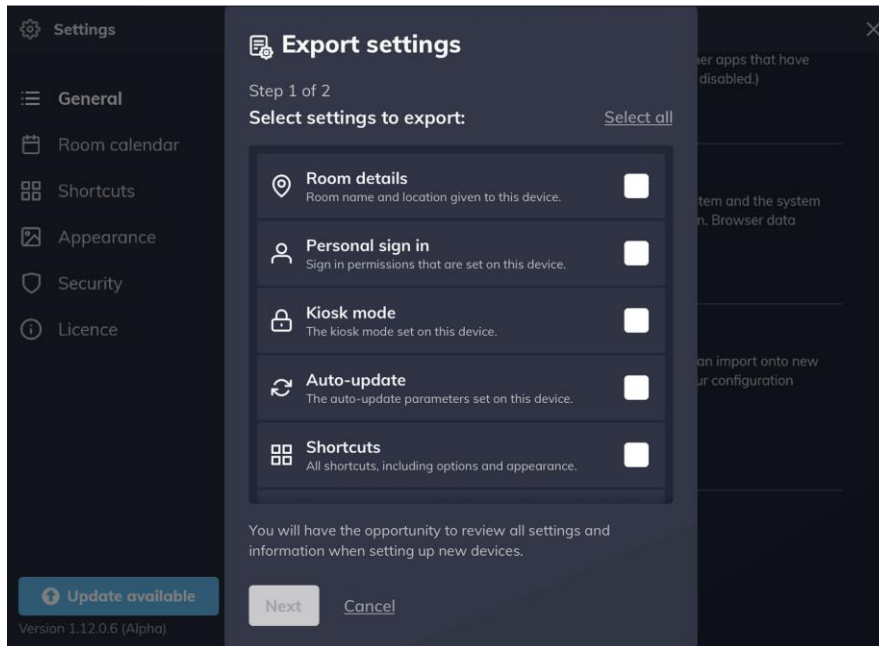 Settings
General
Room calendar
Shortcuts
Appearance
Security
Licence
Update available
Version 1.12.0.6 (Alpha)
Export settings
Step 1 of 2
Select settings to export:
Select all
Room details
Room name and location given to this device.
Personal sign in
Sign in permissions that are set on this device.
Kiosk mode
The kiosk mode set on this device.
Auto-update
The auto-update parameters set on this device.
Shortcuts
All shortcuts, including options and appearance.
You will have the opportunity to review all settings and
information when setting up new devices.
Next
Cancel
apps that have
disabled.)
and the system
Browser data
import onto new
configuration